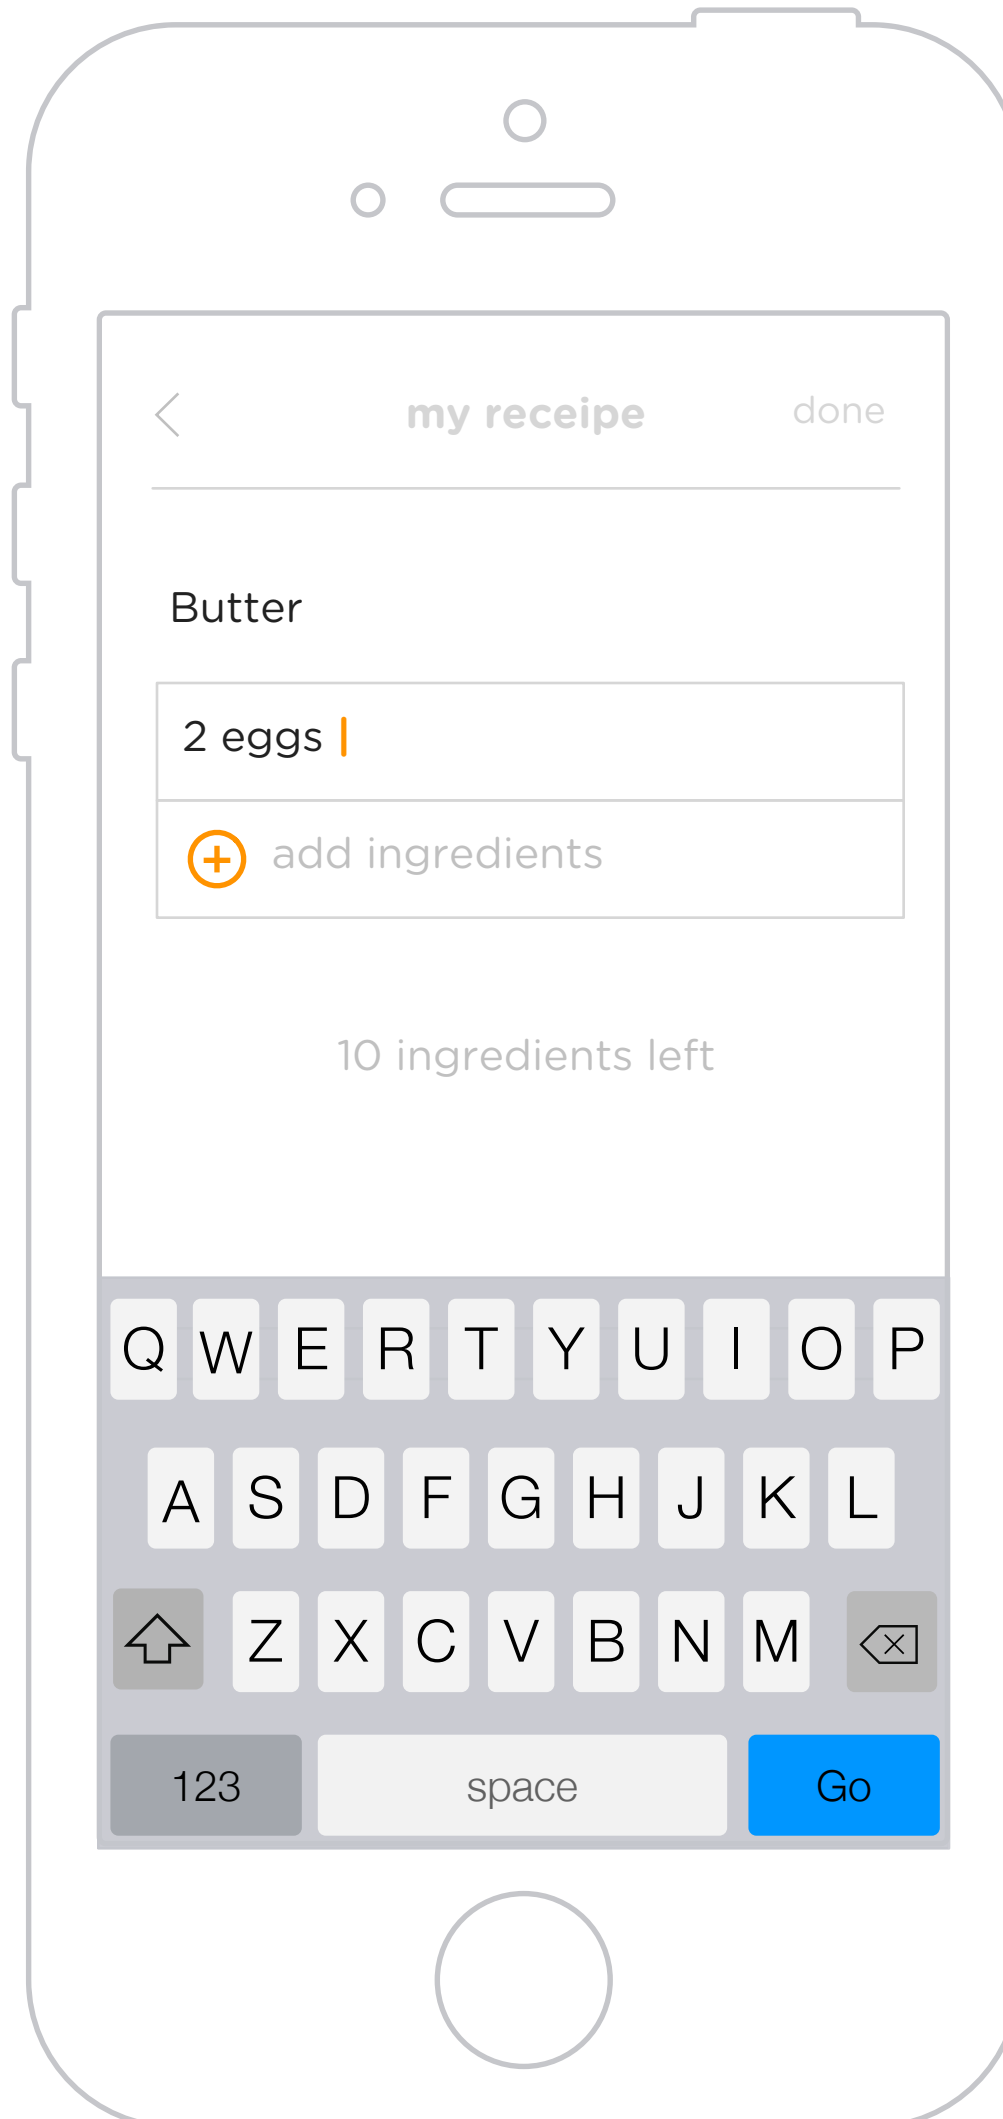 my receipe done
Butter
2 eggs
add ingredients
10 ingredients left
Q W E R T Y U I O P
A S D F G H J K L
Z X C V B N M
123 space Go